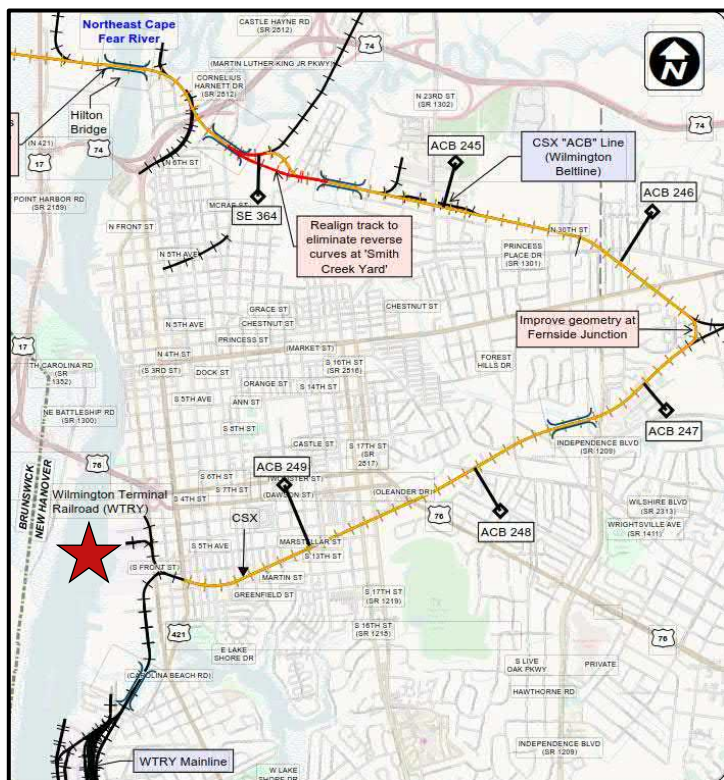 Northeast Cape
Fear River
CASTLE HAYNE RD
(SR 2812)
74
(MARTIN LUTHER KING JR PKWY)
CORNELIUS
HARNETT DR
(SR 2812)
N 23RD ST
(SR 1302)
N
s
Hilton
Bridge
(N 421)
74
17
N 6TH ST
ACB 245
CSX "ACB" Line
(Wilmington
Beltline)
74
ACB 246
POINT HARBOR RD
(SR 2189)
MCRAE ST
SE 364
N FRONT ST
Realign track to
eliminate reverse
curves at 'Smith
Creek Yard'
N 30TH ST
PRINCESS
PLACE DR
(SR 1301)
N 5TH AVE
GRACE ST
CHESTNUT ST
N 5TH AVE
CHESTNUT ST
PRINCESS ST
Improve geometry at
Fernside Junction
17
N 4TH ST
(MARKET ST)
(S 3RD ST)
DOCK ST
S 16TH ST
(SR 2816)
FOREST
HILLS DR
TH CAROLINA RD
(SR
1352)
ORANGE ST
S 14TH ST
S 5TH AVE
ANN ST
NE BATTLESHIP RD
(SR 1300)
S 8TH ST
ACB 247
CASTLE ST
S 17TH ST
(SR
2817)
INDEPENDENCE BLVD
(SR 1209)
76
ACB 249
S 6TH ST
S 7TH ST
S 4TH ST
(DAWSON ST)
(OLEANDER DR)
Wilmington Terminal
Railroad (WTRY)
BRUNSWICK
NEW HANOVER
CSX
76
ACB 248
WILSHIRE BLVD
(SR 2313)
WRIGHTSVILLE AVE
(SR 1411)
S 5TH AVE
MARSTELLAR ST
S 13TH ST
(S FRONT ST)
MARTIN ST
GREENFIELD ST
S 17TH ST
(SR 1219)
421
S 16TH ST
(SR 1218)
76
E LAKE
SHORE DR
S LIVE
OAK PKWY
PRIVATE
(CAROLINA BEACH RD)
HAWTHORNE RD
WTRY Mainline
INDEPENDENCE BLVD
(SR 1209)
W LAKE
SHORE DR